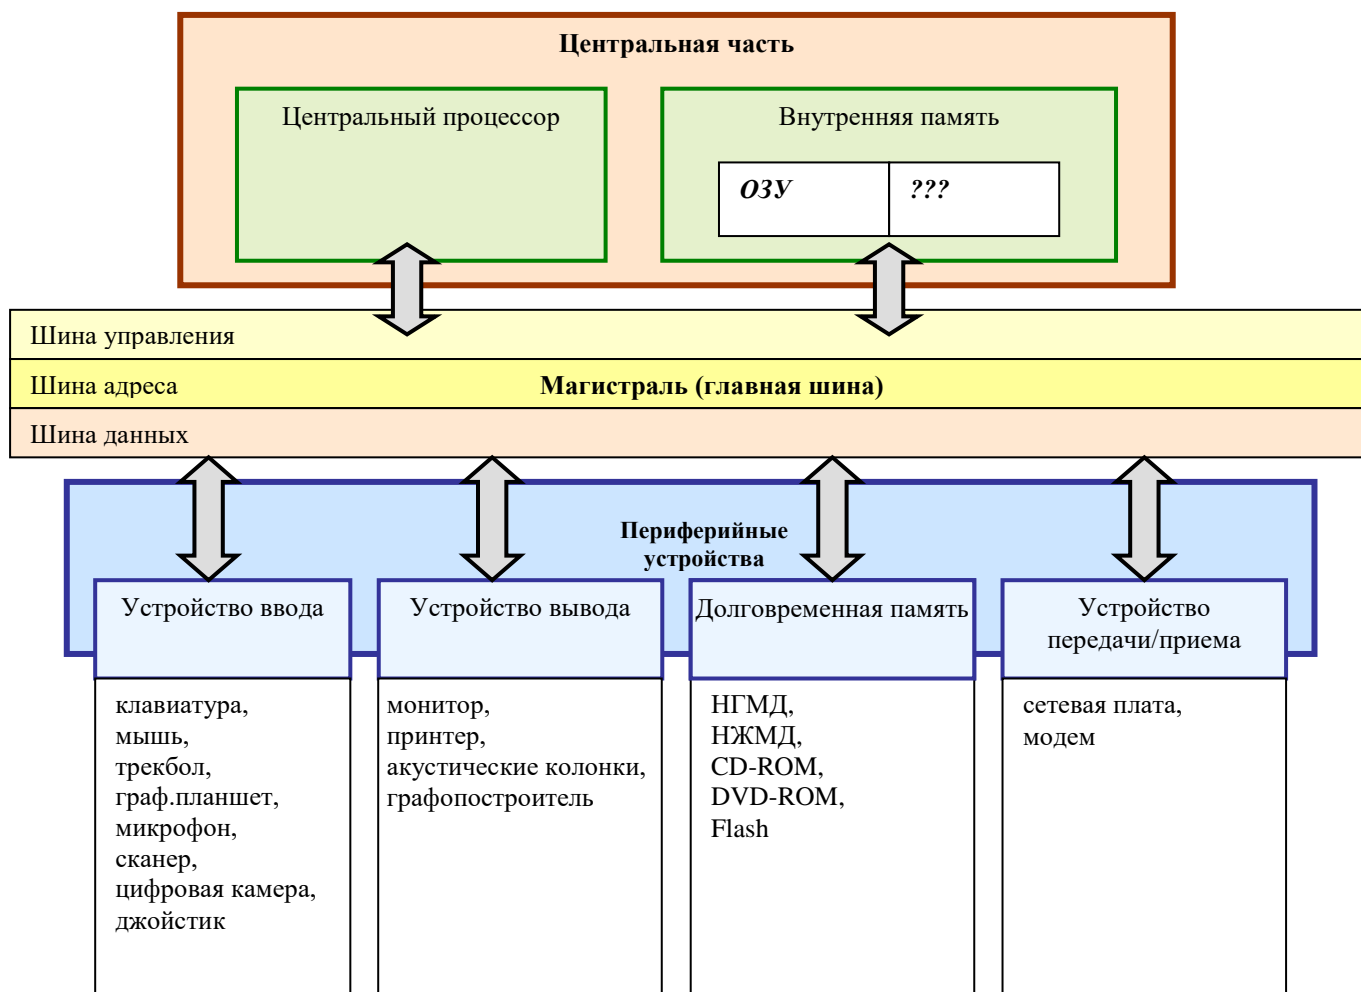 Центральная часть
Центральный процессор
Внутренняя память
ОЗУ
???
Шина управления
Шина адреса
Магистраль (главная шина)
Шина данных
Периферийные
устройства
Устройство ввода
клавиатура,
мышь,
трекбол,
граф.планшет,
микрофон,
сканер,
цифровая камера,
джойстик
Устройство вывода
монитор,
принтер,
акустические колонки,
графопостроитель
Долговременная память
НГМД,
НЖМД,
CD-ROM,
DVD-ROM,
Flash
Устройство
передачи/приема
сетевая плата,
модем